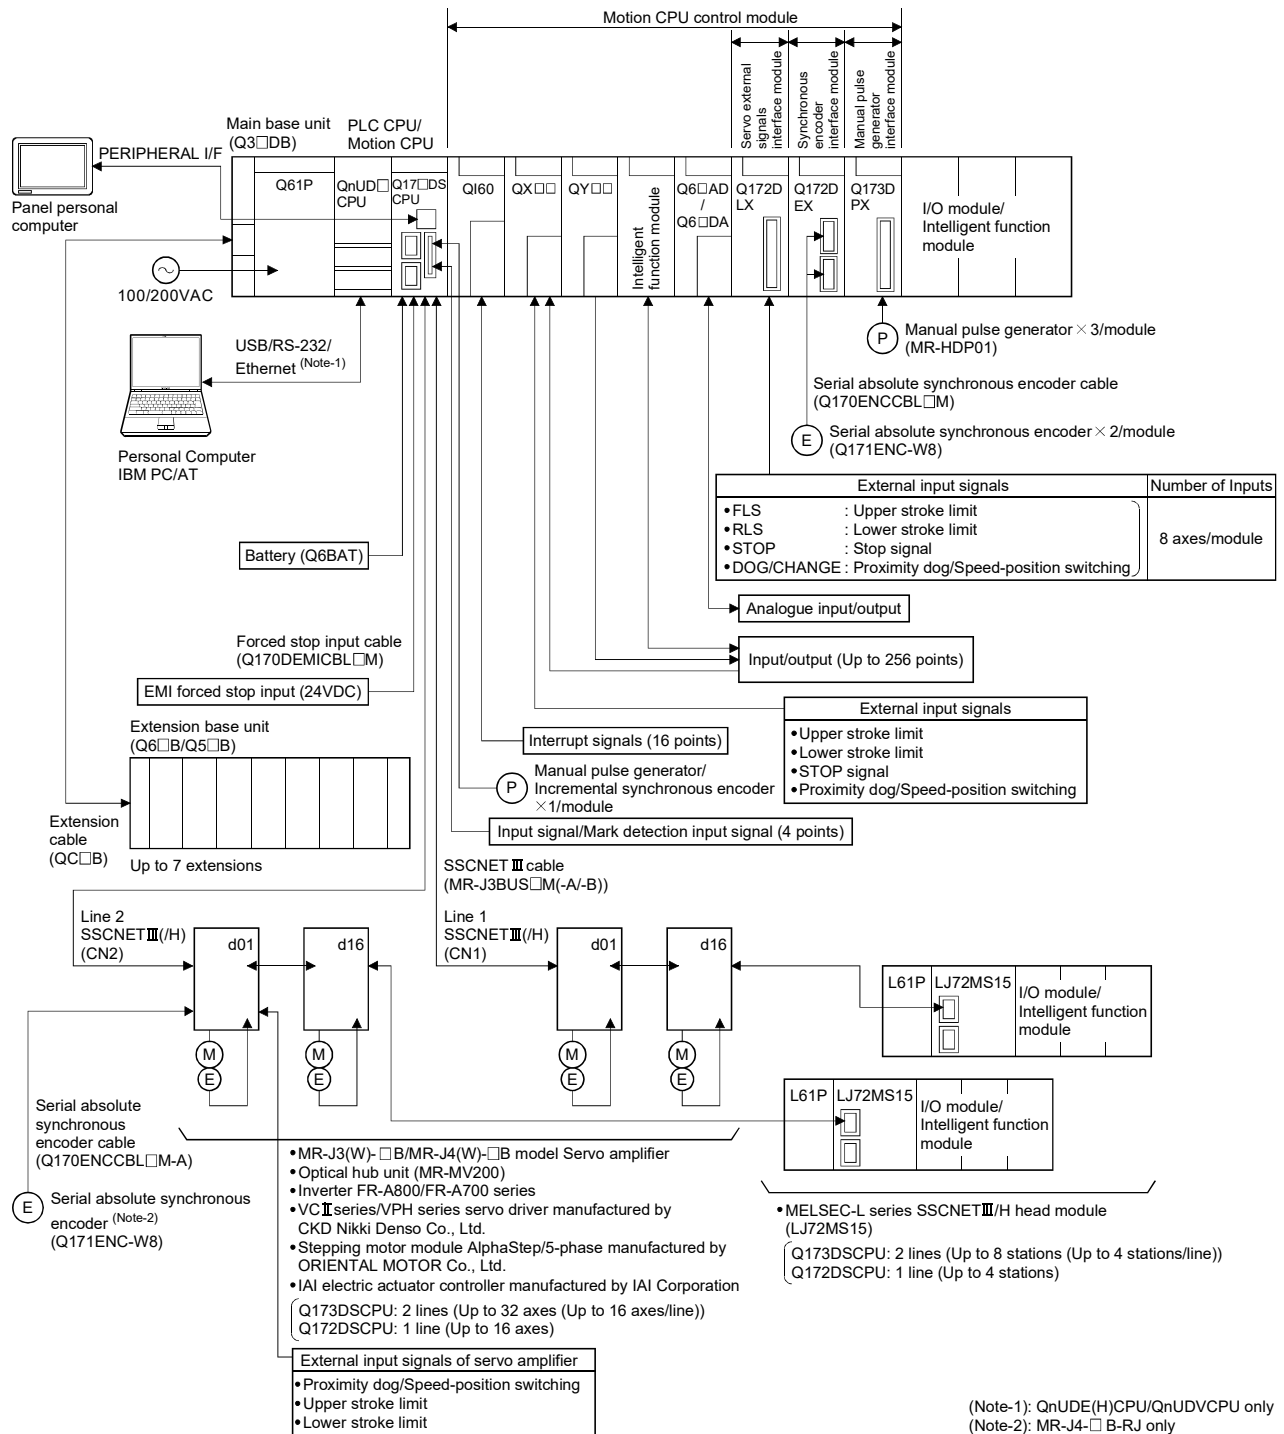 Motion CPU control module
Servo external
signals
interface module
Synchronous
encoder
interface module
Manual pulse
generator
interface module
Main base unit
(Q3□DB)
PLC CPU/
Motion CPU
PERIPHERAL I/F
Panel personal
computer
Q61P
QnUD□
CPU
Q17□DS
CPU
QI60
QX□□
QY□□
Intelligent
function module
Q6□AD
/
Q6□DA
Q172D
LX
Q172D
EX
Q173D
PX
I/O module/
Intelligent function
module
100/200VAC
USB/RS-232/
Ethernet (Note-1)
Personal Computer
IBM PC/AT
P
Manual pulse generator×3/module
(MR-HDP01)
Serial absolute synchronous encoder cable
(Q170ENCCBL□M)
E
Serial absolute synchronous encoder×2/module
(Q171ENC-W8)
External input signals
Number of Inputs
•FLS : Upper stroke limit
•RLS : Lower stroke limit
•STOP : Stop signal
•DOG/CHANGE : Proximity dog/Speed-position switching
8 axes/module
Battery (Q6BAT)
Analogue input/output
Forced stop input cable
(Q170DEMICBL□M)
Input/output (Up to 256 points)
EMI forced stop input (24VDC)
External input signals
•Upper stroke limit
•Lower stroke limit
•STOP signal
•Proximity dog/Speed-position switching
Extension base unit
(Q6□B/Q5□B)
Interrupt signals (16 points)
P
Manual pulse generator/
Incremental synchronous encoder
×1/module
Input signal/Mark detection input signal (4 points)
Extension
cable
(QC□B)
Up to 7 extensions
SSCNETⅢ cable
(MR-J3BUS□M(-A/-B))
Line 2
SSCNETⅢ(/H)
(CN2)
d01
d16
Line 1
SSCNETⅢ(/H)
(CN1)
d01
d16
M
E
M
E
M
E
M
E
L61P
LJ72MS15
I/O module/
Intelligent function
module
L61P
LJ72MS15
I/O module/
Intelligent function
module
Serial absolute
synchronous
encoder cable
(Q170ENCCBL□M-A)
E
Serial absolute synchronous
encoder (Note-2)
(Q171ENC-W8)
•MR-J3(W)-□B/MR-J4(W)-□B model Servo amplifier
•Optical hub unit (MR-MV200)
•Inverter FR-A800/FR-A700 series
•VCⅡseries/VPH series servo driver manufactured by
CKD Nikki Denso Co., Ltd.
•Stepping motor module AlphaStep/5-phase manufactured by
ORIENTAL MOTOR Co., Ltd.
•IAI electric actuator controller manufactured by IAI Corporation
Q173DSCPU: 2 lines (Up to 32 axes (Up to 16 axes/line))
Q172DSCPU: 1 line (Up to 16 axes)
•MELSEC-L series SSCNETⅢ/H head module
(LJ72MS15)
Q173DSCPU: 2 lines (Up to 8 stations (Up to 4 stations/line))
Q172DSCPU: 1 line (Up to 4 stations)
External input signals of servo amplifier
•Proximity dog/Speed-position switching
•Upper stroke limit
•Lower stroke limit
(Note-1): QnUDE(H)CPU/QnUDVCPU only
(Note-2): MR-J4-□B-RJ only